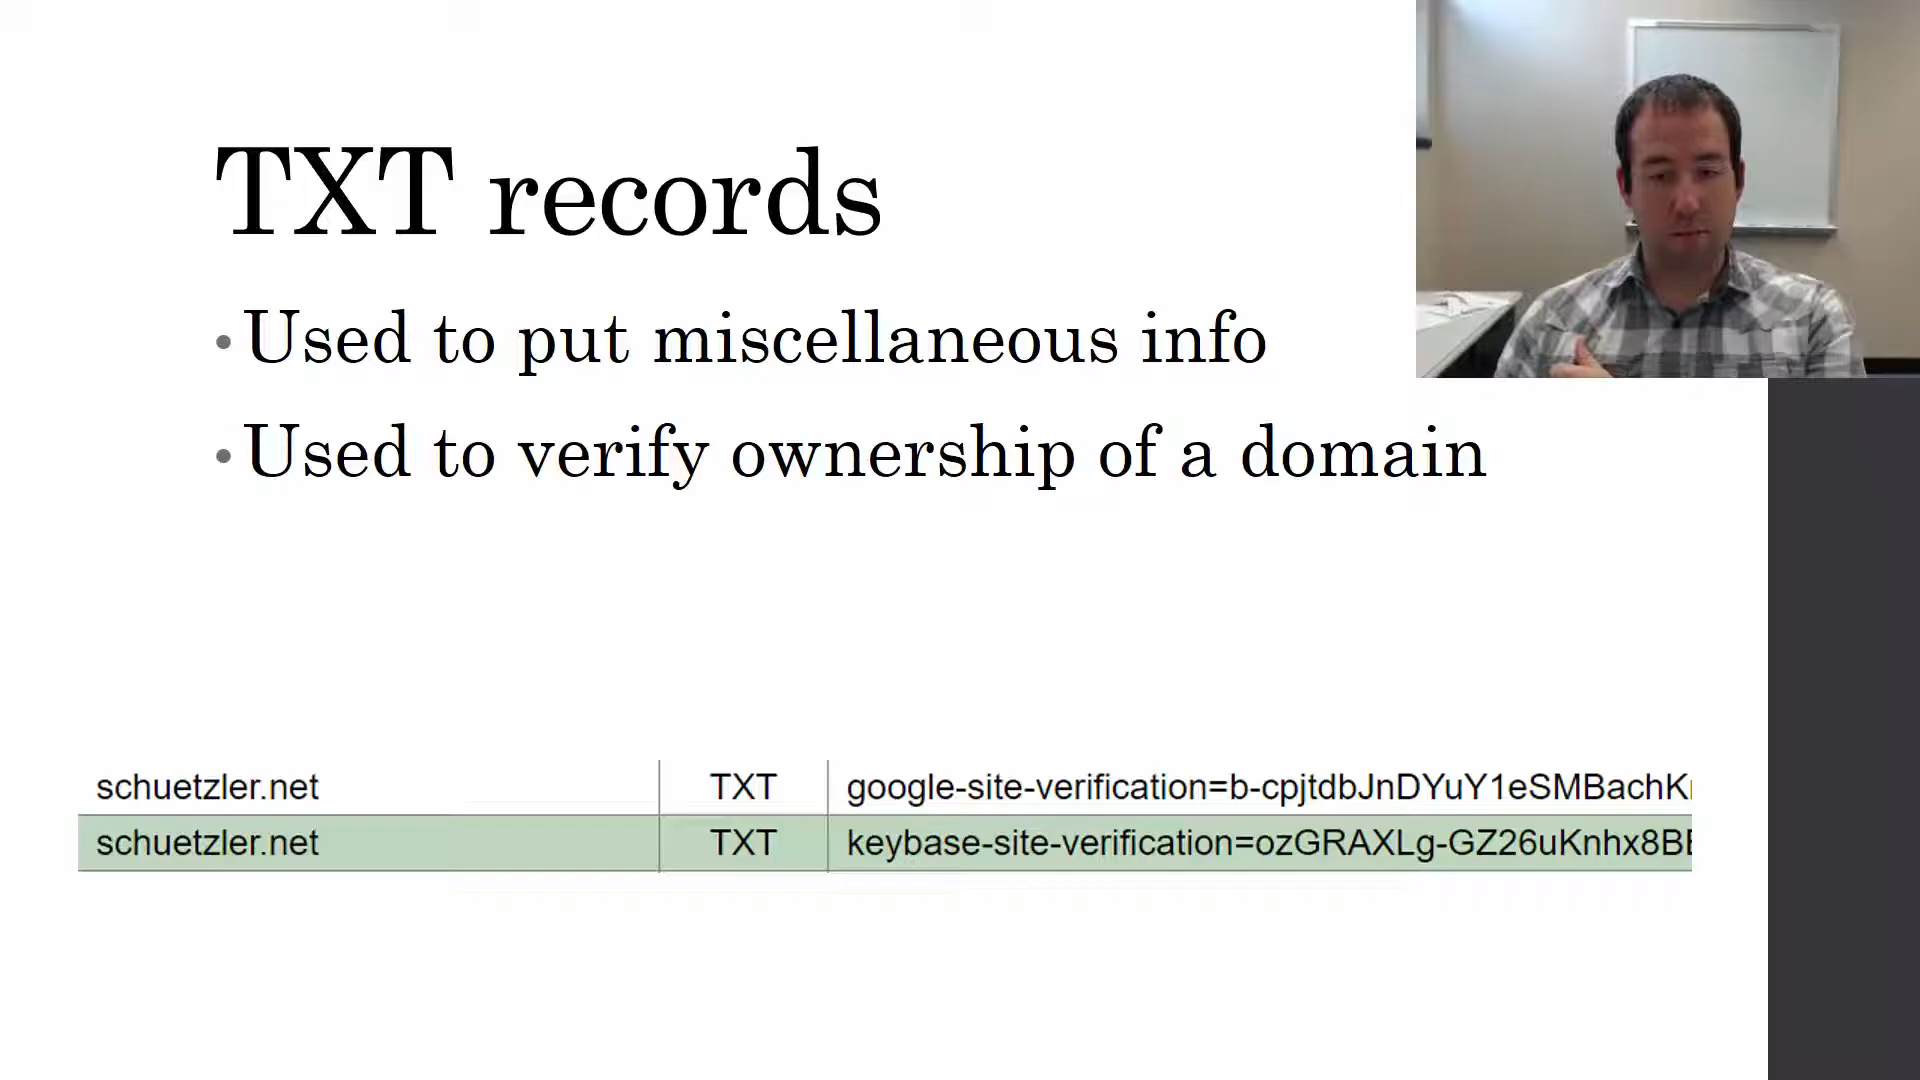 TXT records
• Used to put miscellaneous info
• Used to verify ownership of a domain
schuetzler.net TXT google-site-verification=b-cpjtdbJnDYuY1eSMBachK
schuetzler.net TXT keybase-site-verification=ozGRAXLg-GZ26uKnhx8B